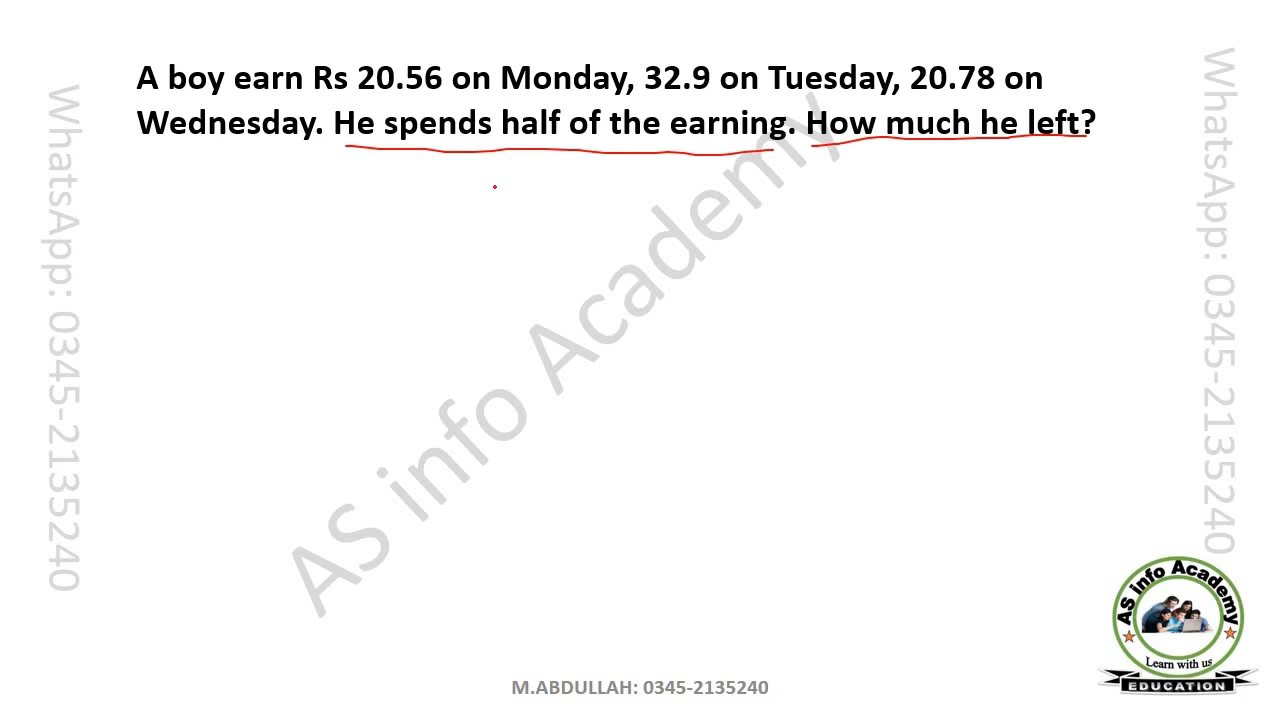 A boy earn Rs 20.56 on Monday, 32.9 on Tuesday, 20.78 on
Wednesday. He spends half of the earning. How much he left?
WhatsApp: 0345-2135240
AS info Academy
WhatsApp: 0345-2135240
AS info Academy
Learn with us
EDUCATION
M.ABDULLAH: 0345-2135240